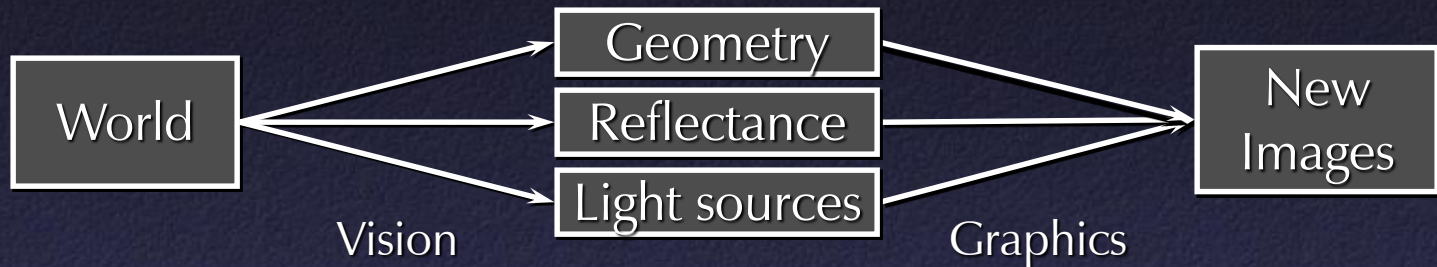 World
Geometry
Reflectance
Light sources
New
Images
Vision
Graphics